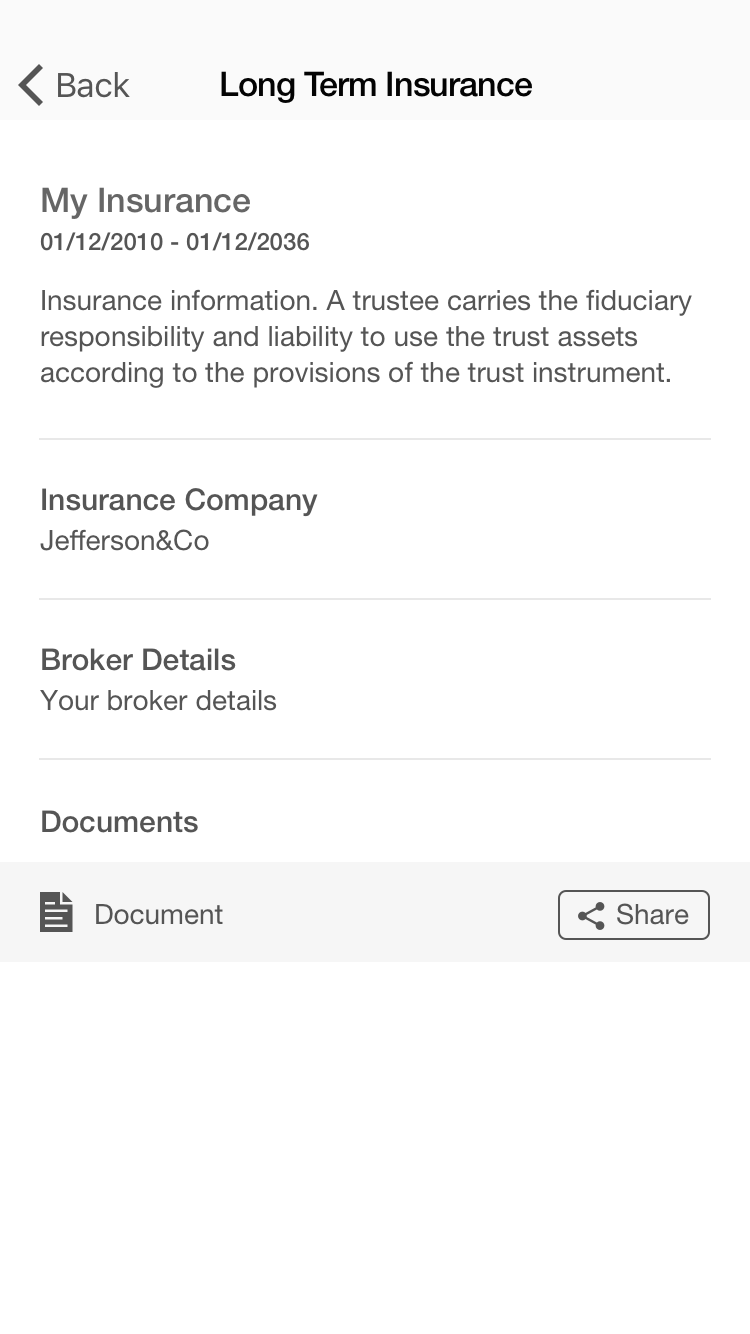 Back
Long Term Insurance
My Insurance
01/12/2010 - 01/12/2036
Insurance information. A trustee carries the fiduciary
responsibility and liability to use the trust assets
according to the provisions of the trust instrument.
Insurance Company
Jefferson&Co
Broker Details
Your broker details
Documents
Document
Share